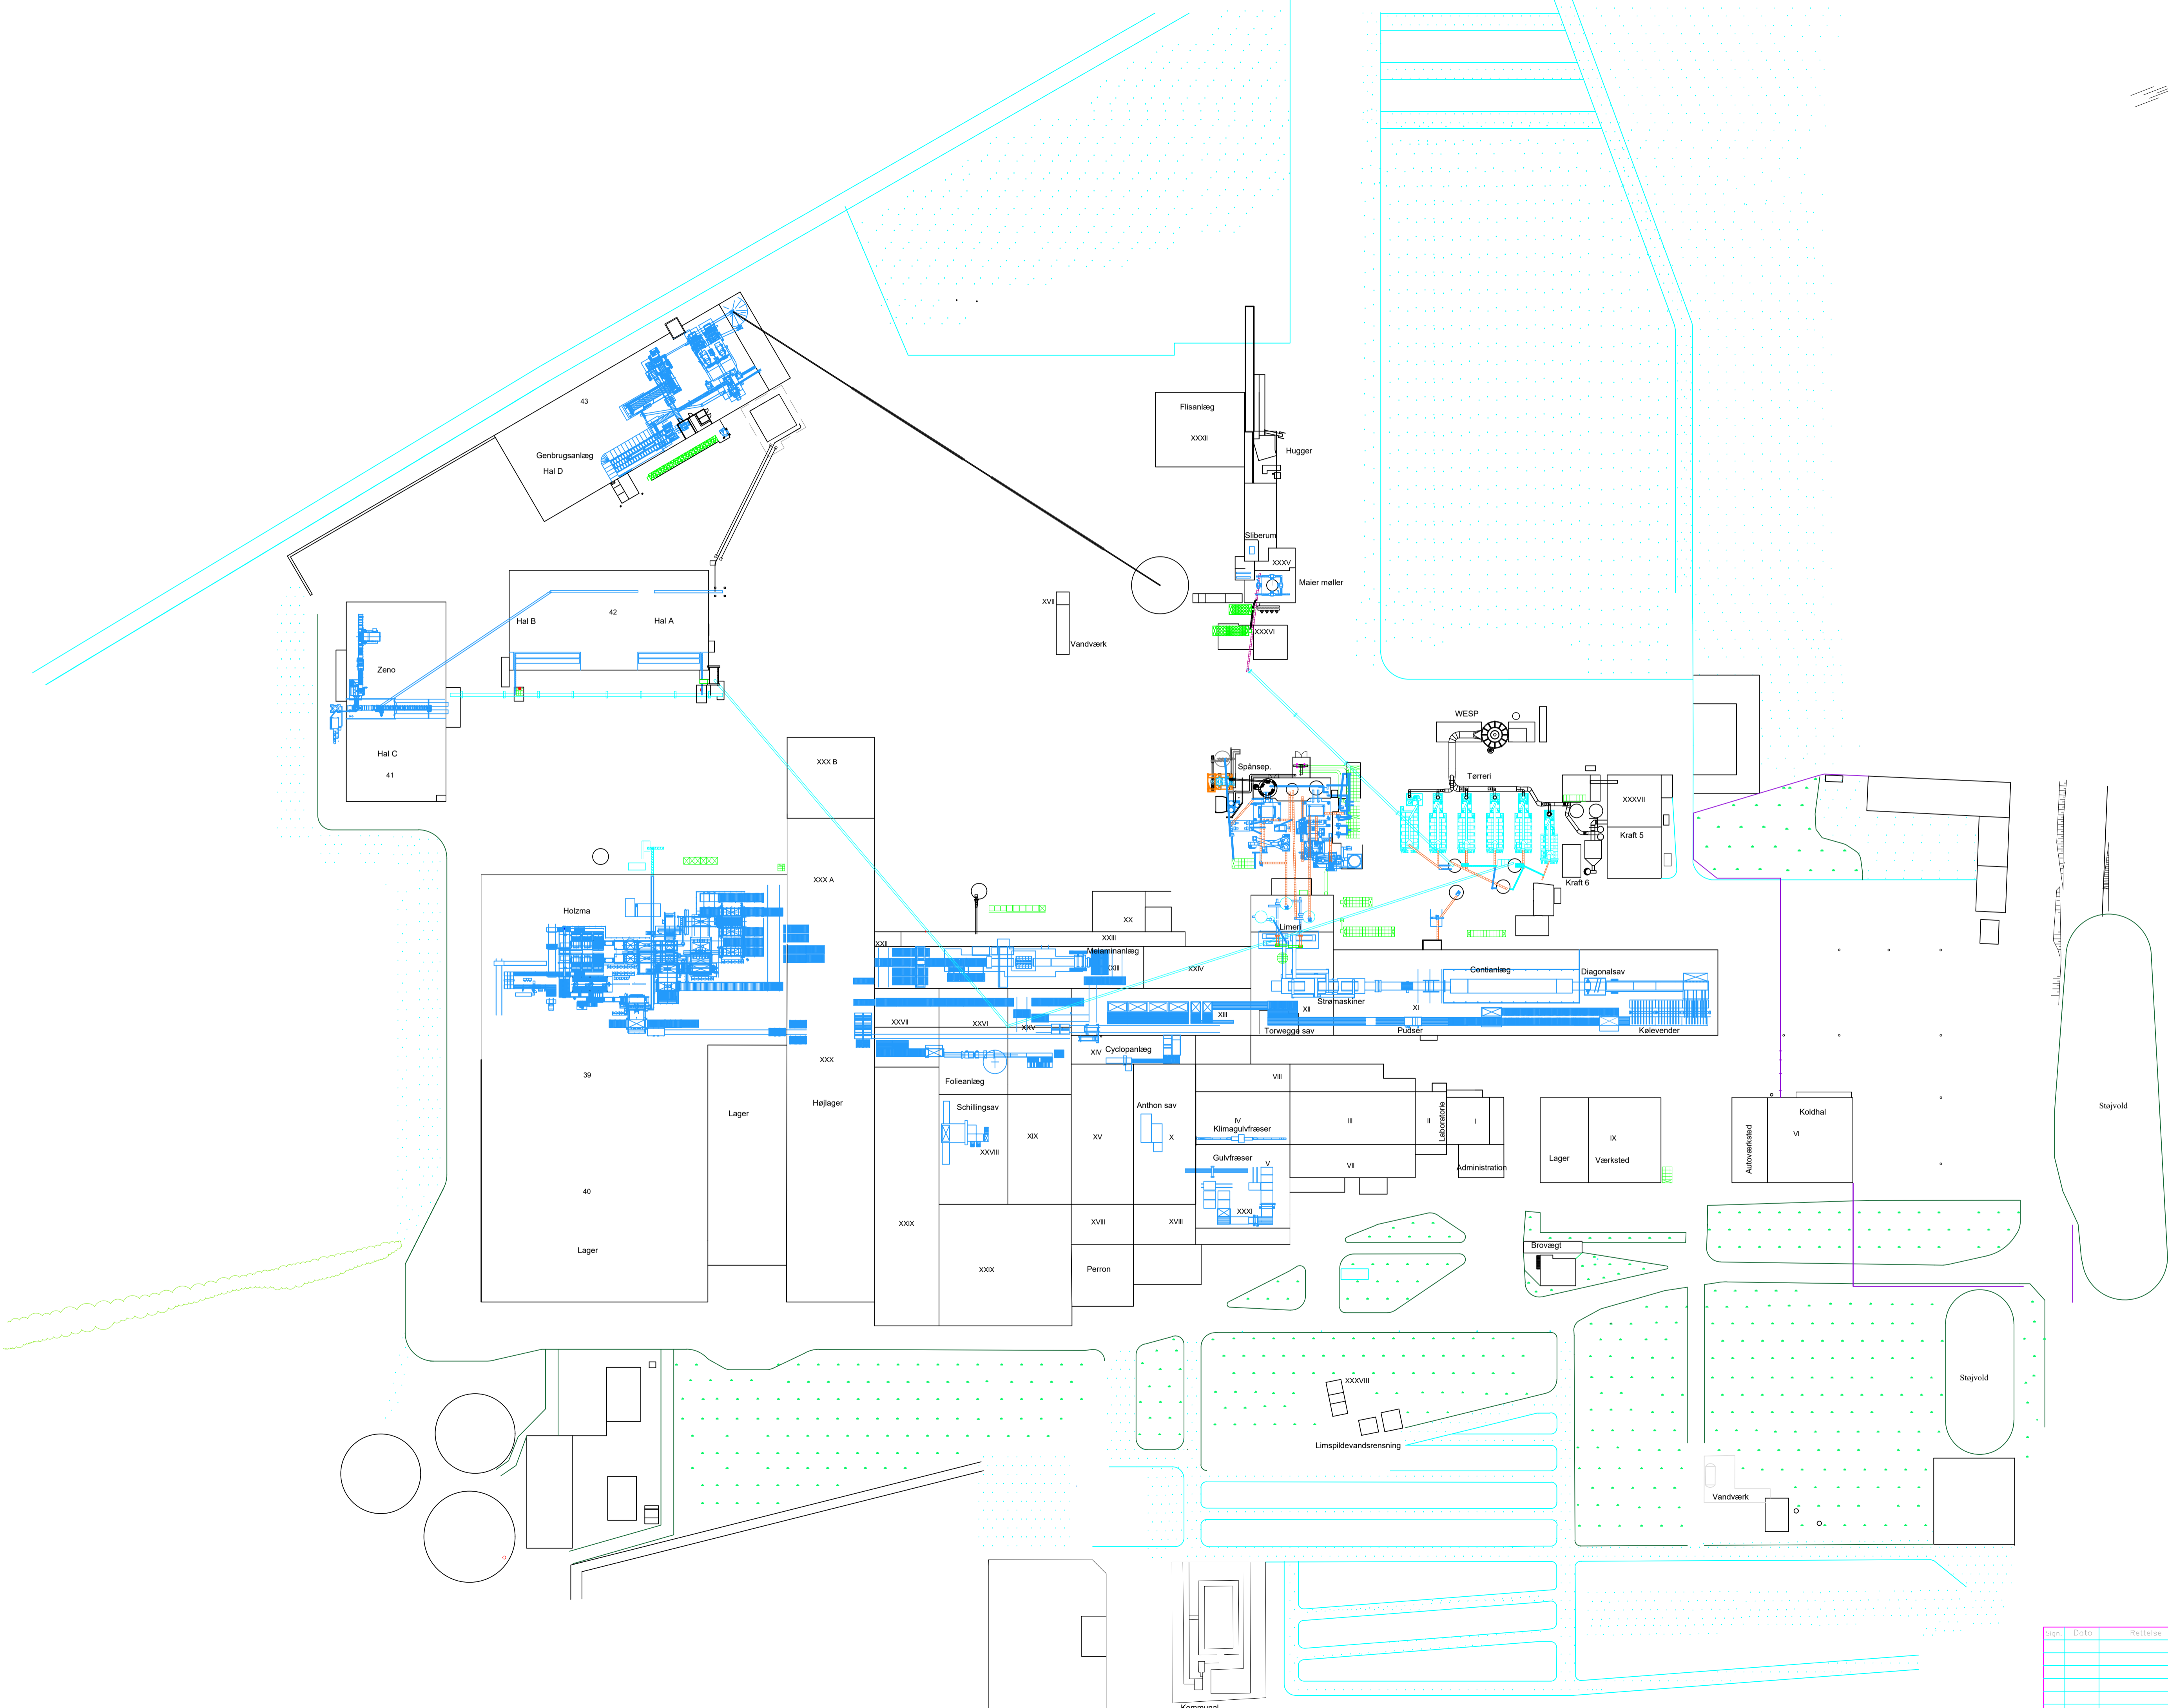 43
Flisanlæg
XXXII
Hugger
Genbrugsanlæg
Hal D
Sliberum
XXXV
Maier møller
XVII
42
Hal B
Hal A
XXXVI
Vandværk
Zeno
WESP
Hal C
41
XXX B
Spånsep.
Tørreri
XXXVII
Kraft 5
XXX A
Kraft 6
Holzma
XX
Limeri
XXII
XXIII
Melaminanlæg
XXIII
XXIV
Contianlæg
Diagonalsav
Strømaskiner
XIII
XII
XI
XXVII
XXVI
XXV
Torwegge sav
Pudser
Kølevender
XIV
Cyclopanlæg
XXX
39
Folieanlæg
VIII
Højlager
Lager
Schillingsav
Anthon sav
IV
III
II
Laboratorie
I
Koldhal
Støjvold
Klimagulvfræser
XIX
XV
X
IX
VI
XXVIII
Gulvfræser
V
VII
Administration
Lager
Værksted
Autoværksted
40
XXXI
XXIX
XVIII
XVIII
Lager
Brovægt
XXIX
Perron
XXXVIII
Støjvold
Limspildevandsrensning
Vandværk
Sign. Dato Rettelse
Kommunal